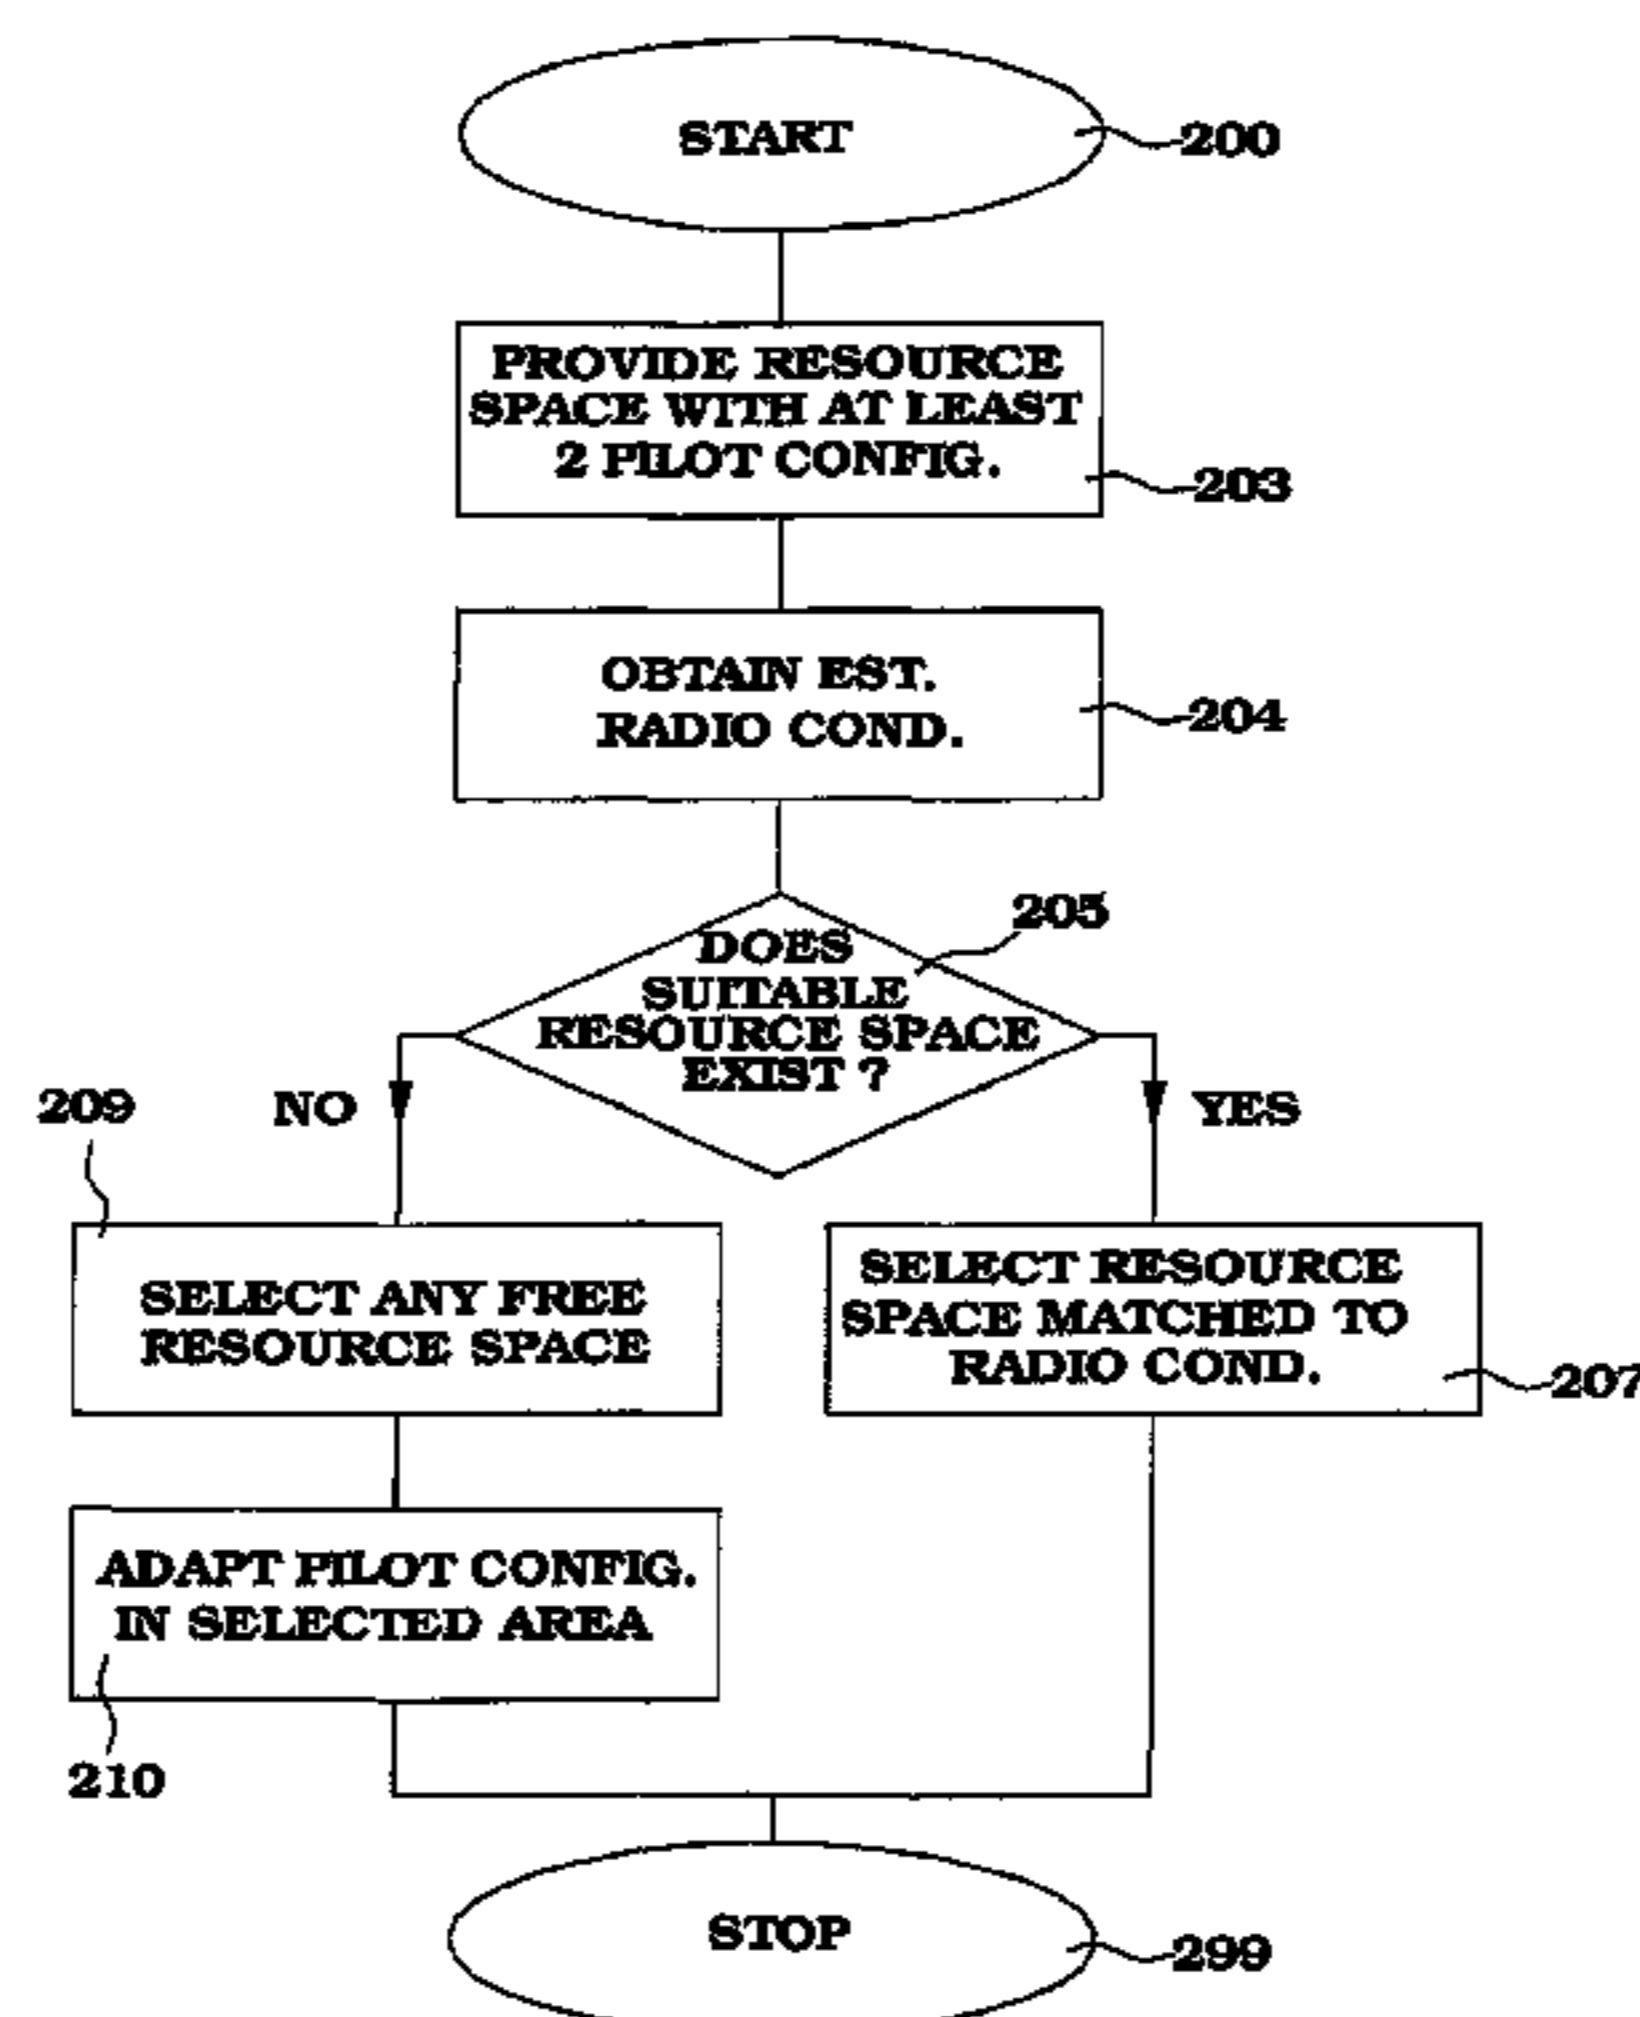 START
200
PROVIDE RESOURCE
SPACE WITH AT LEAST
2 PILOT CONFIG.
203
OBTAIN EST.
RADIO COND.
204
205
DOES
SUITABLE
RESOURCE SPACE
EXIST ?
209
NO
YES
SELECT ANY FREE
RESOURCE SPACE
SELECT RESOURCE
SPACE MATCHED TO
RADIO COND.
207
ADAPT PILOT CONFIG.
IN SELECTED AREA
210
STOP
299